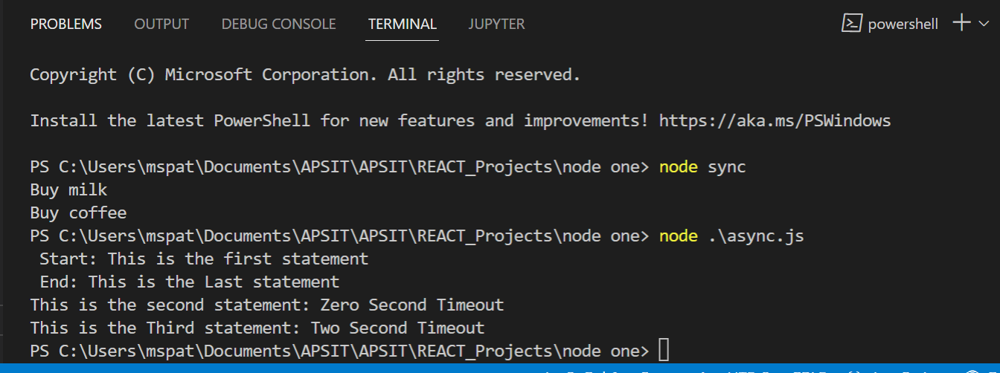 PROBLEMS OUTPUT DEBUG CONSOLE TERMINAL JUPYTER powershell
Copyright (C) Microsoft Corporation. All rights reserved.
Install the latest PowerShell for new features and improvements! https://aka.ms/PSWindows
PS C:\Users\mspat\Documents\APSIT\APSIT\REACT_Projects\node one> node sync
Buy milk
Buy coffee
PS C:\Users\mspat\Documents\APSIT\APSIT\REACT_Projects\node one> node .\async.js
 Start: This is the first statement
 End: This is the Last statement
This is the second statement: Zero Second Timeout
This is the Third statement: Two Second Timeout
PS C:\Users\mspat\Documents\APSIT\APSIT\REACT_Projects\node one>